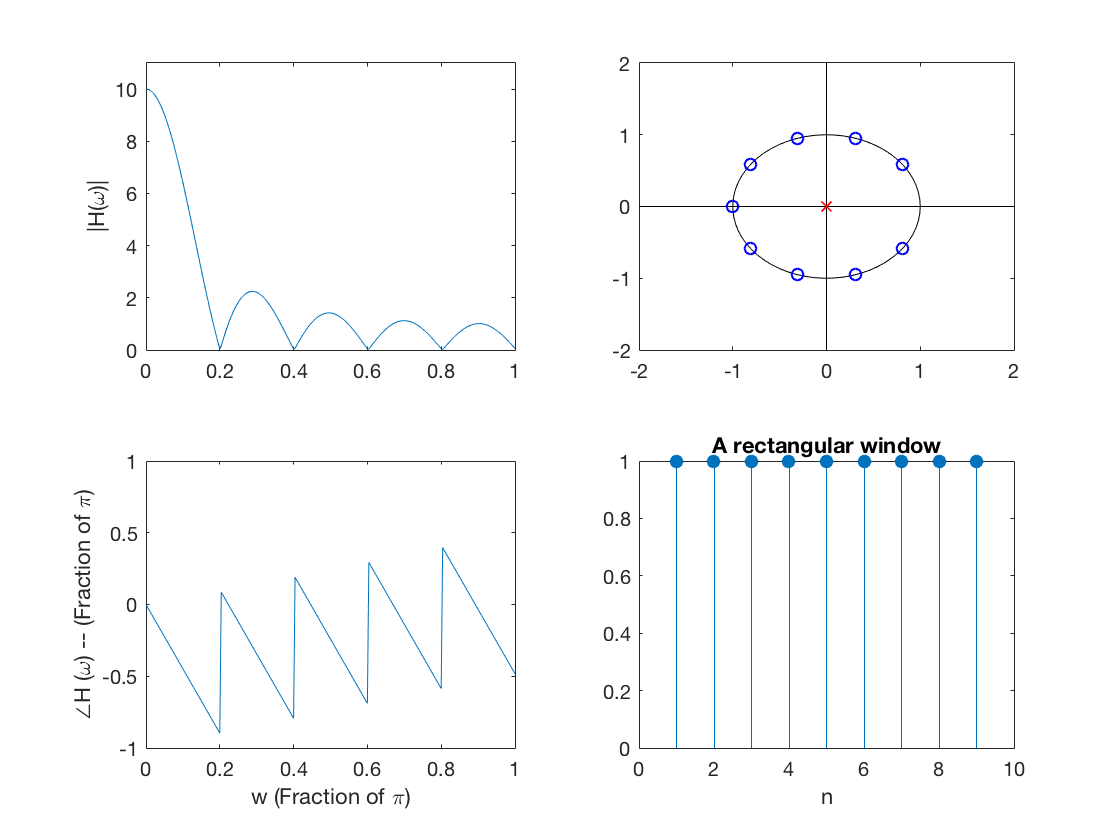 10
8
6
4
2
0
|H(ω)|
0 0.2 0.4 0.6 0.8 1
2
1
0
-1
-2
-2 -1 0 1 2
1
0.5
0
-0.5
-1
∠H (ω) -- (Fraction of π)
0 0.2 0.4 0.6 0.8 1
w (Fraction of π)
A rectangular window
1
0.8
0.6
0.4
0.2
0
0 2 4 6 8 10
n